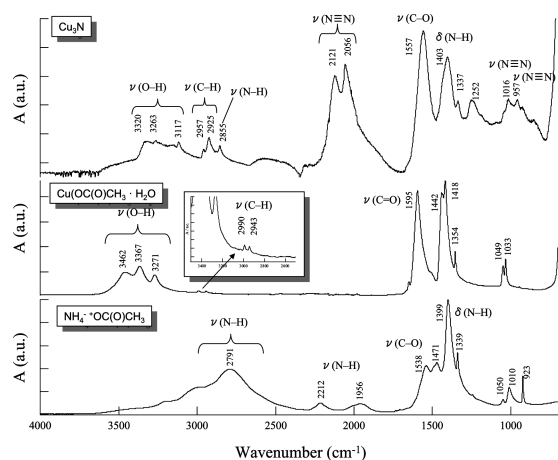 Cu3N
ν (N≡N)
2121
2056
ν (C–O)
1557
δ (N–H)
1403
1337
1252
ν (N≡N)
1016
957
ν (N≡N)
ν (O–H)
3320
3263
3117
ν (C–H)
2957
2925
ν (N–H)
2855
A (a.u.)
Cu(OC(O)CH3 · H2O
ν (O–H)
3462
3367
3271
ν (C–H)
2990
2943
ν (C=O)
1595
1442
1418
1354
1049
1033
A (a.u.)
NH4- +OC(O)CH3
ν (N–H)
2791
ν (N–H)
2212
1956
ν (C–O)
1538
1471
1399
δ (N–H)
1339
1050
1010
923
A (a.u.)
4000 3500 3000 2500 2000 1500 1000
Wavenumber (cm-1)